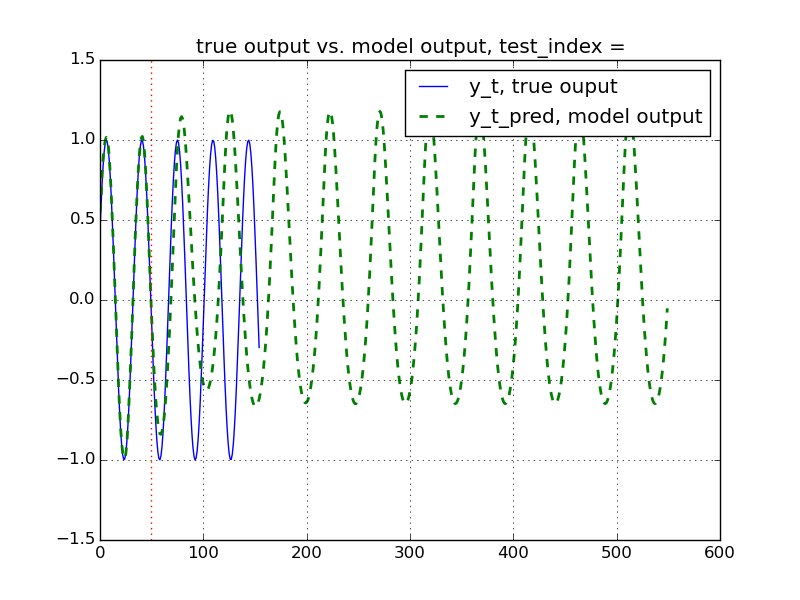 true output vs. model output, test_index =
y_t, true ouput
y_t_pred, model output
1.5
1.0
0.5
0.0
−0.5
−1.0
−1.5
0 100 200 300 400 500 600